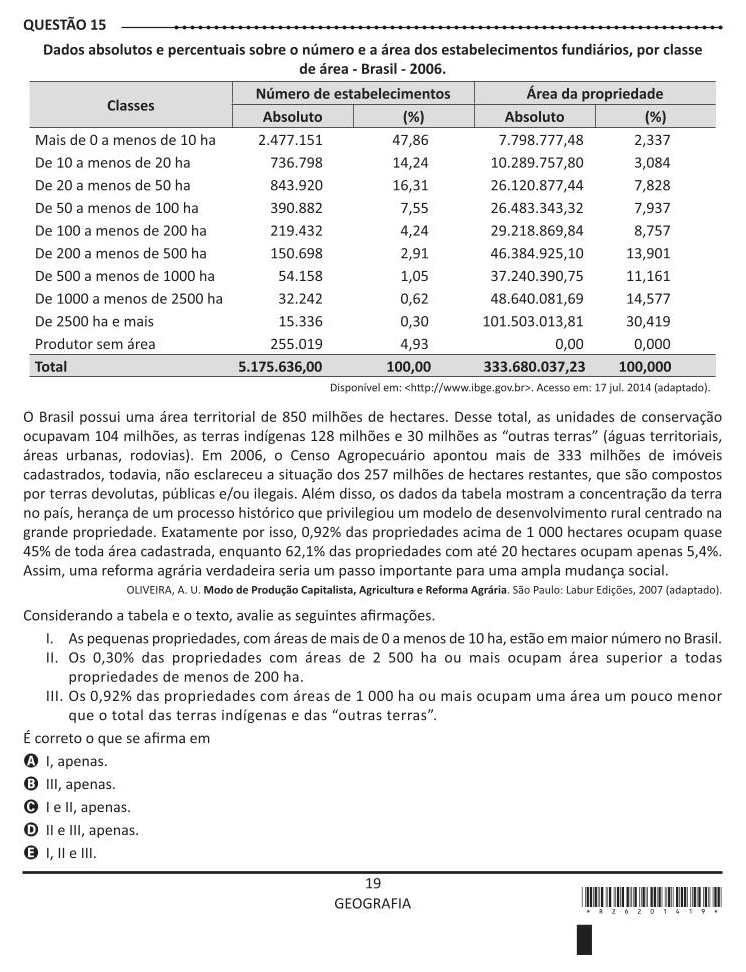 QUESTÃO 15
Dados absolutos e percentuais sobre o número e a área dos estabelecimentos fundiários, por classe
de área - Brasil - 2006.
Classes Número de estabelecimentos Área da propriedade
Absoluto (%) Absoluto (%)
Mais de 0 a menos de 10 ha 2.477.151 47,86 7.798.777,48 2,337
De 10 a menos de 20 ha 736.798 14,24 10.289.757,80 3,084
De 20 a menos de 50 ha 843.920 16,31 26.120.877,44 7,828
De 50 a menos de 100 ha 390.882 7,55 26.483.343,32 7,937
De 100 a menos de 200 ha 219.432 4,24 29.218.869,84 8,757
De 200 a menos de 500 ha 150.698 2,91 46.384.925,10 13,901
De 500 a menos de 1000 ha 54.158 1,05 37.240.390,75 11,161
De 1000 a menos de 2500 ha 32.242 0,62 48.640.081,69 14,577
De 2500 ha e mais 15.336 0,30 101.503.013,81 30,419
Produtor sem área 255.019 4,93 0,00 0,000
Total 5.175.636,00 100,00 333.680.037,23 100,000
Disponível em: <http://www.ibge.gov.br>. Acesso em: 17 jul. 2014 (adaptado).
O Brasil possui uma área territorial de 850 milhões de hectares. Desse total, as unidades de conservação
ocupavam 104 milhões, as terras indígenas 128 milhões e 30 milhões as “outras terras” (águas territoriais,
áreas urbanas, rodovias). Em 2006, o Censo Agropecuário apontou mais de 333 milhões de imóveis
cadastrados, todavia, não esclareceu a situação dos 257 milhões de hectares restantes, que são compostos
por terras devolutas, públicas e/ou ilegais. Além disso, os dados da tabela mostram a concentração da terra
no país, herança de um processo histórico que privilegiou um modelo de desenvolvimento rural centrado na
grande propriedade. Exatamente por isso, 0,92% das propriedades acima de 1 000 hectares ocupam quase
45% de toda área cadastrada, enquanto 62,1% das propriedades com até 20 hectares ocupam apenas 5,4%.
Assim, uma reforma agrária verdadeira seria um passo importante para uma ampla mudança social.
OLIVEIRA, A. U. Modo de Produção Capitalista, Agricultura e Reforma Agrária. São Paulo: Labur Edições, 2007 (adaptado).
Considerando a tabela e o texto, avalie as seguintes afirmações.
I. As pequenas propriedades, com áreas de mais de 0 a menos de 10 ha, estão em maior número no Brasil.
II. Os 0,30% das propriedades com áreas de 2 500 ha ou mais ocupam área superior a todas
propriedades de menos de 200 ha.
III. Os 0,92% das propriedades com áreas de 1 000 ha ou mais ocupam uma área um pouco menor
que o total das terras indígenas e das “outras terras”.
É correto o que se afirma em
A I, apenas.
B III, apenas.
C I e II, apenas.
D II e III, apenas.
E I, II e III.
19
GEOGRAFIA
* R 2 6 2 0 1 4 1 9 *